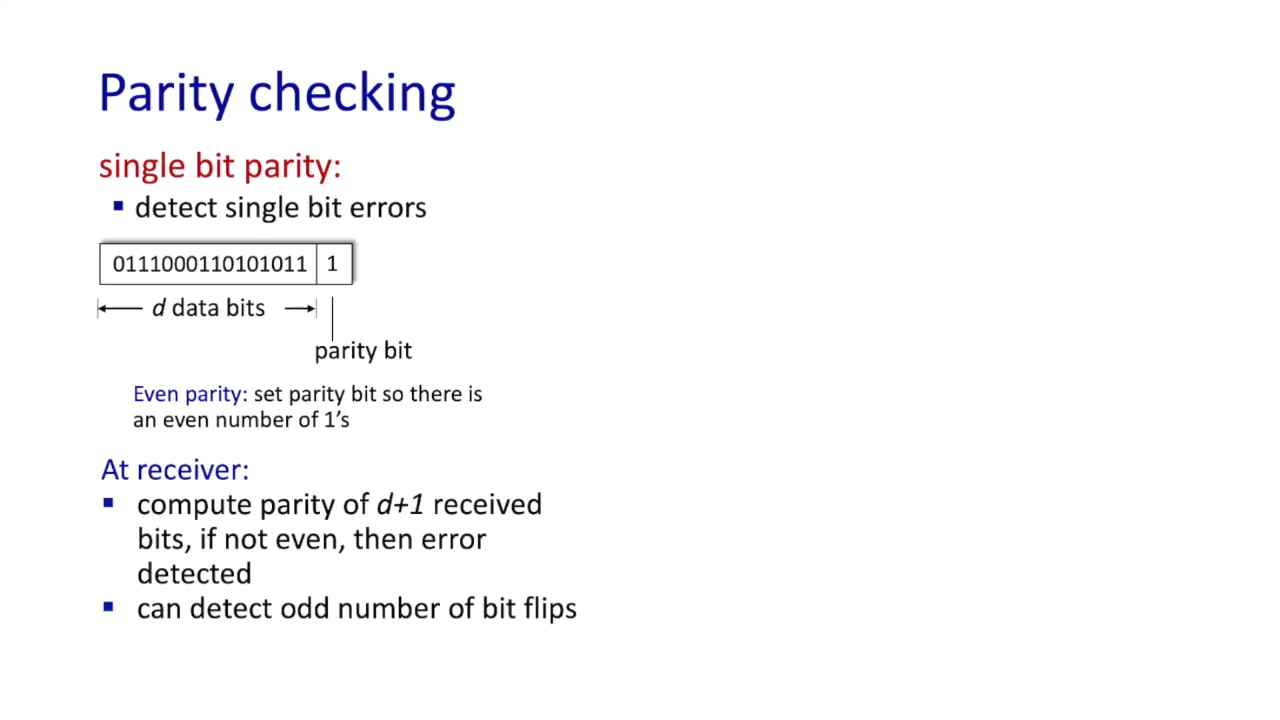 Parity checking
single bit parity:
▪ detect single bit errors
0111000110101011 1
d data bits
parity bit
Even parity: set parity bit so there is
an even number of 1’s
At receiver:
▪ compute parity of d+1 received
bits, if not even, then error
detected
▪ can detect odd number of bit flips